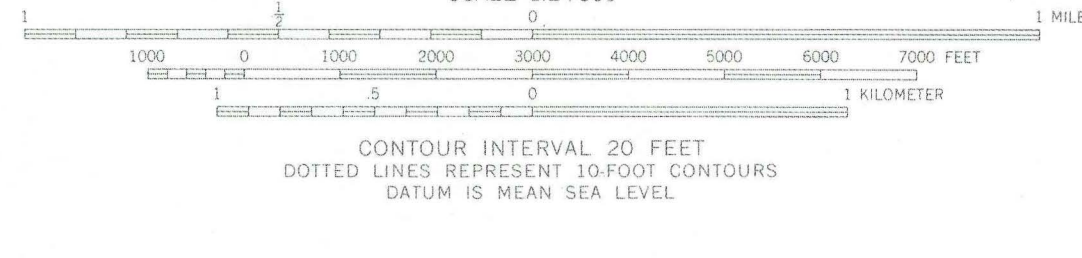 1 ½ 0 1 MILE
1000 0 1000 2000 3000 4000 5000 6000 7000 FEET
1 .5 0 1 KILOMETER
CONTOUR INTERVAL 20 FEET
DOTTED LINES REPRESENT 10-FOOT CONTOURS
DATUM IS MEAN SEA LEVEL